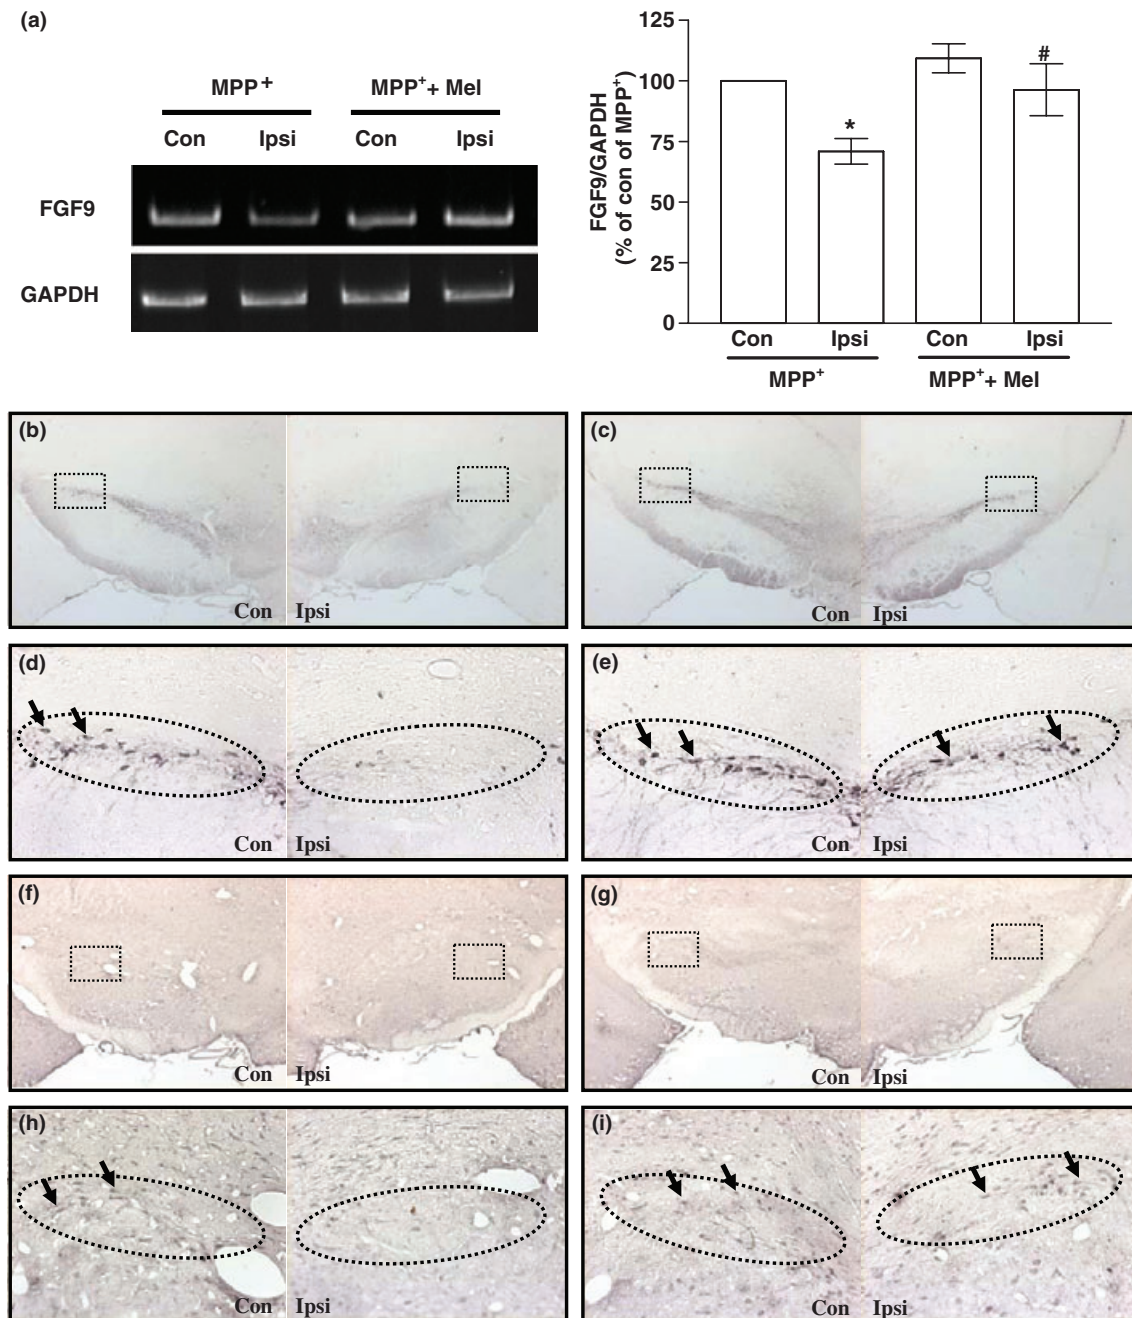 (a)
MPP+
MPP+ + Mel
Con
Ipsi
Con
Ipsi
FGF9
GAPDH
FGF9/GAPDH
(% of con of MPP+)
125
100
75
50
25
0
*
#
Con
Ipsi
Con
Ipsi
MPP+
MPP+ + Mel
(b)
Con
Ipsi
(c)
Con
Ipsi
(d)
Con
Ipsi
(e)
Con
Ipsi
(f)
Con
Ipsi
(g)
Con
Ipsi
(h)
Con
Ipsi
(i)
Con
Ipsi